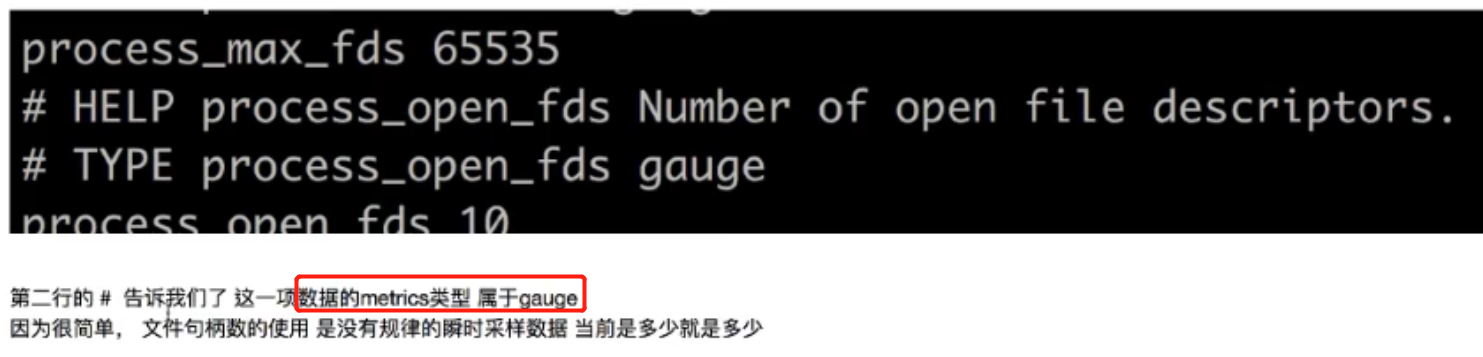 process_max_fds 65535
# HELP process_open_fds Number of open file descriptors.
# TYPE process_open_fds gauge
process_open_fds 10
第二行的 # 告诉我们了 这一项数据的metrics类型 属于gauge
因为很简单， 文件句柄数的使用 是没有规律的瞬时采样数据 当前是多少就是多少